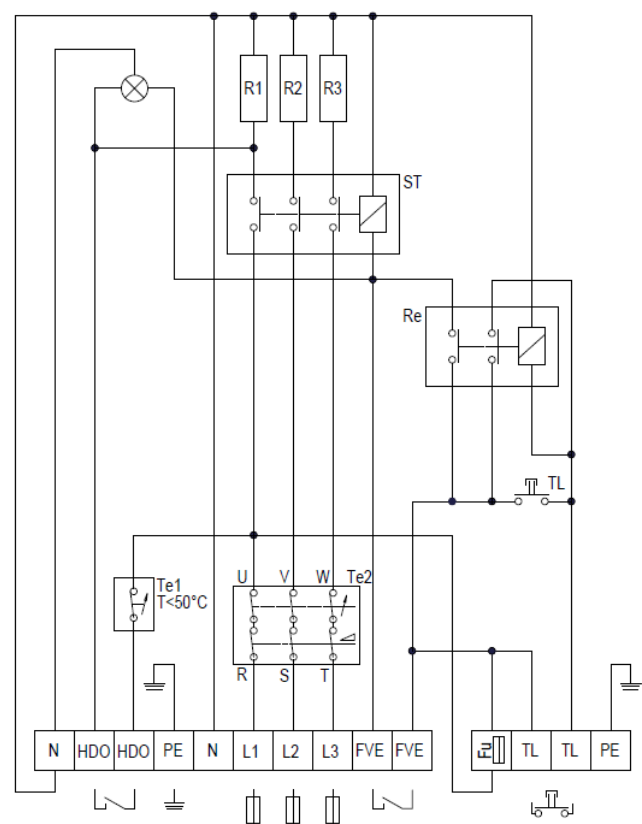 R1 R2 R3
ST
Re
TL
Te1
T<50°C
U V W Te2
R S T
N HDO HDO PE N L1 L2 L3 FVE FVE
Fu TL TL PE